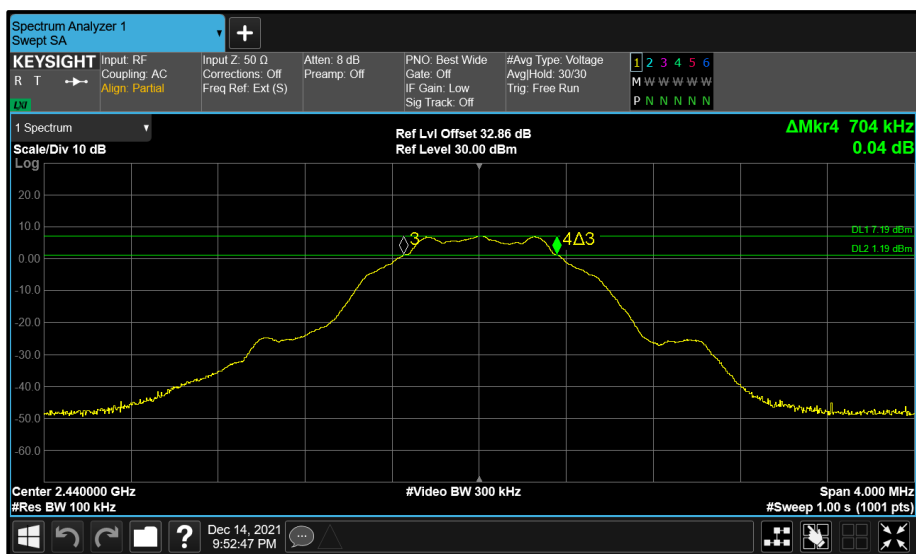 Spectrum Analyzer 1
Swept SA
KEYSIGHT
R T
LXI
Input: RF
Coupling: AC
Align: Partial
Input Z: 50 Ω
Corrections: Off
Freq Ref: Ext (S)
Atten: 8 dB
Preamp: Off
PNO: Best Wide
Gate: Off
IF Gain: Low
Sig Track: Off
#Avg Type: Voltage
Avg|Hold: 30/30
Trig: Free Run
1 2 3 4 5 6
M W W W W W
P N N N N N
1 Spectrum
Scale/Div 10 dB
Log
Ref Lvl Offset 32.86 dB
Ref Level 30.00 dBm
ΔMkr4 704 kHz
0.04 dB
20.0
10.0
0.00
-10.0
-20.0
-30.0
-40.0
-50.0
-60.0
3
4Δ3
DL1 7.19 dBm
DL2 1.19 dBm
Center 2.440000 GHz
#Res BW 100 kHz
#Video BW 300 kHz
Span 4.000 MHz
#Sweep 1.00 s (1001 pts)
?
Dec 14, 2021
9:52:47 PM